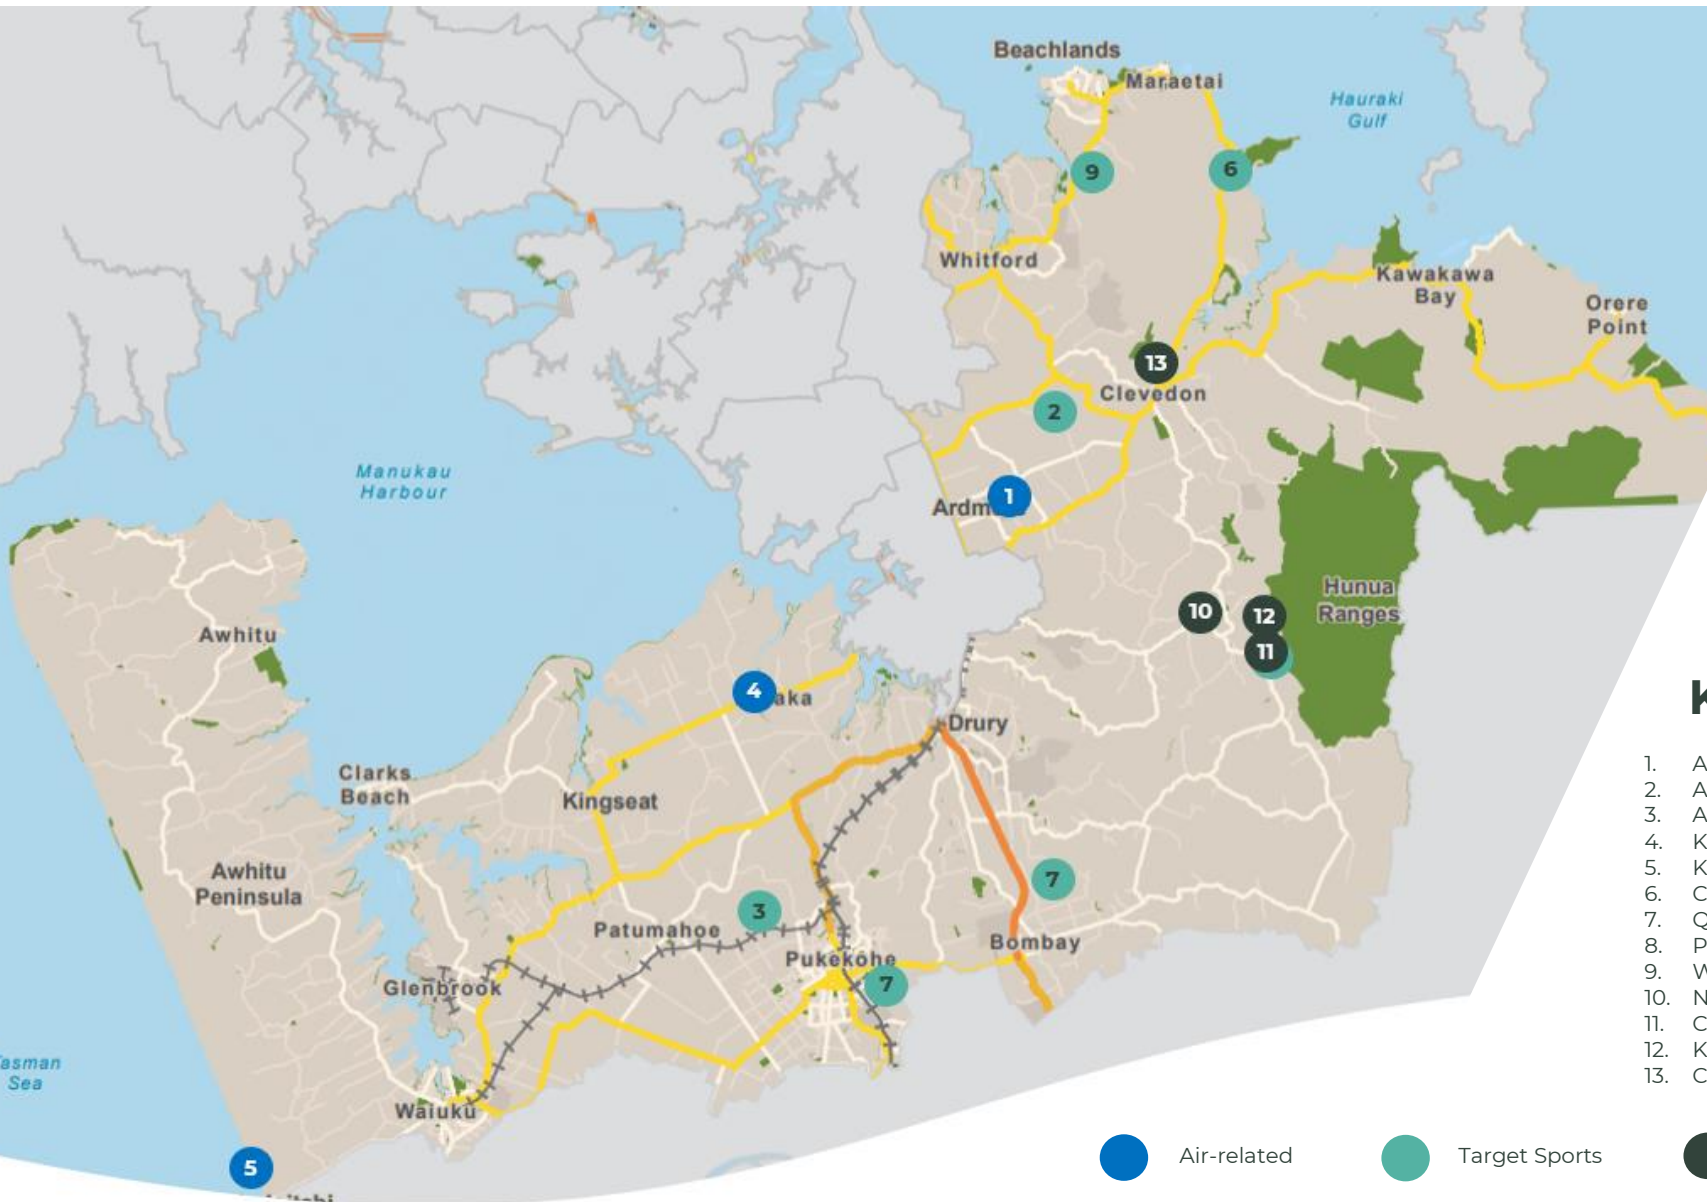 Beachlands
Maraetai
Hauraki
Gulf
9
6
Whitford
Kawakawa
Bay
Orere
Point
13
Clevedon
2
Manukau
Harbour
1
Ardm
Hunua
Ranges
10
12
11
Awhitu
4
aka
Drury
Clarks
Beach
Kingseat
Awhitu
Peninsula
7
3
Patumahoe
Bombay
Pukekohe
7
Glenbrook
asman
Sea
Waiuku
5
K
1. A
2. A
3. A
4. K
5. K
6. C
7. Q
8. P
9. W
10. N
11. C
12. K
13. C
Air-related
Target Sports